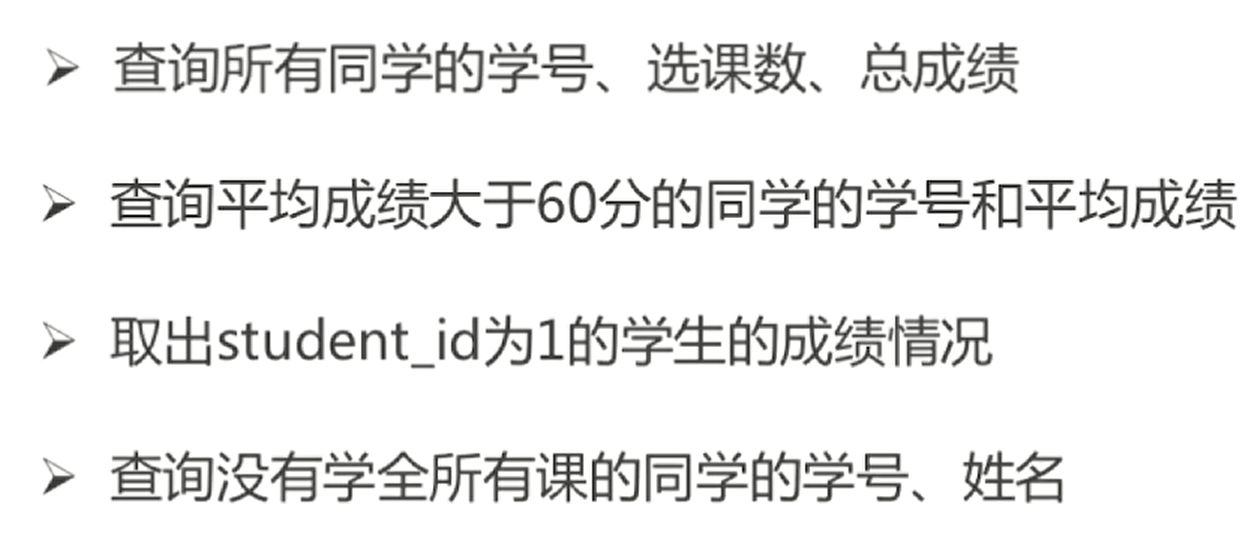 查询所有同学的学号、选课数、总成绩
查询平均成绩大于60分的同学的学号和平均成绩
取出student_id为1的学生的成绩情况
查询没有学全所有课的同学的学号、姓名